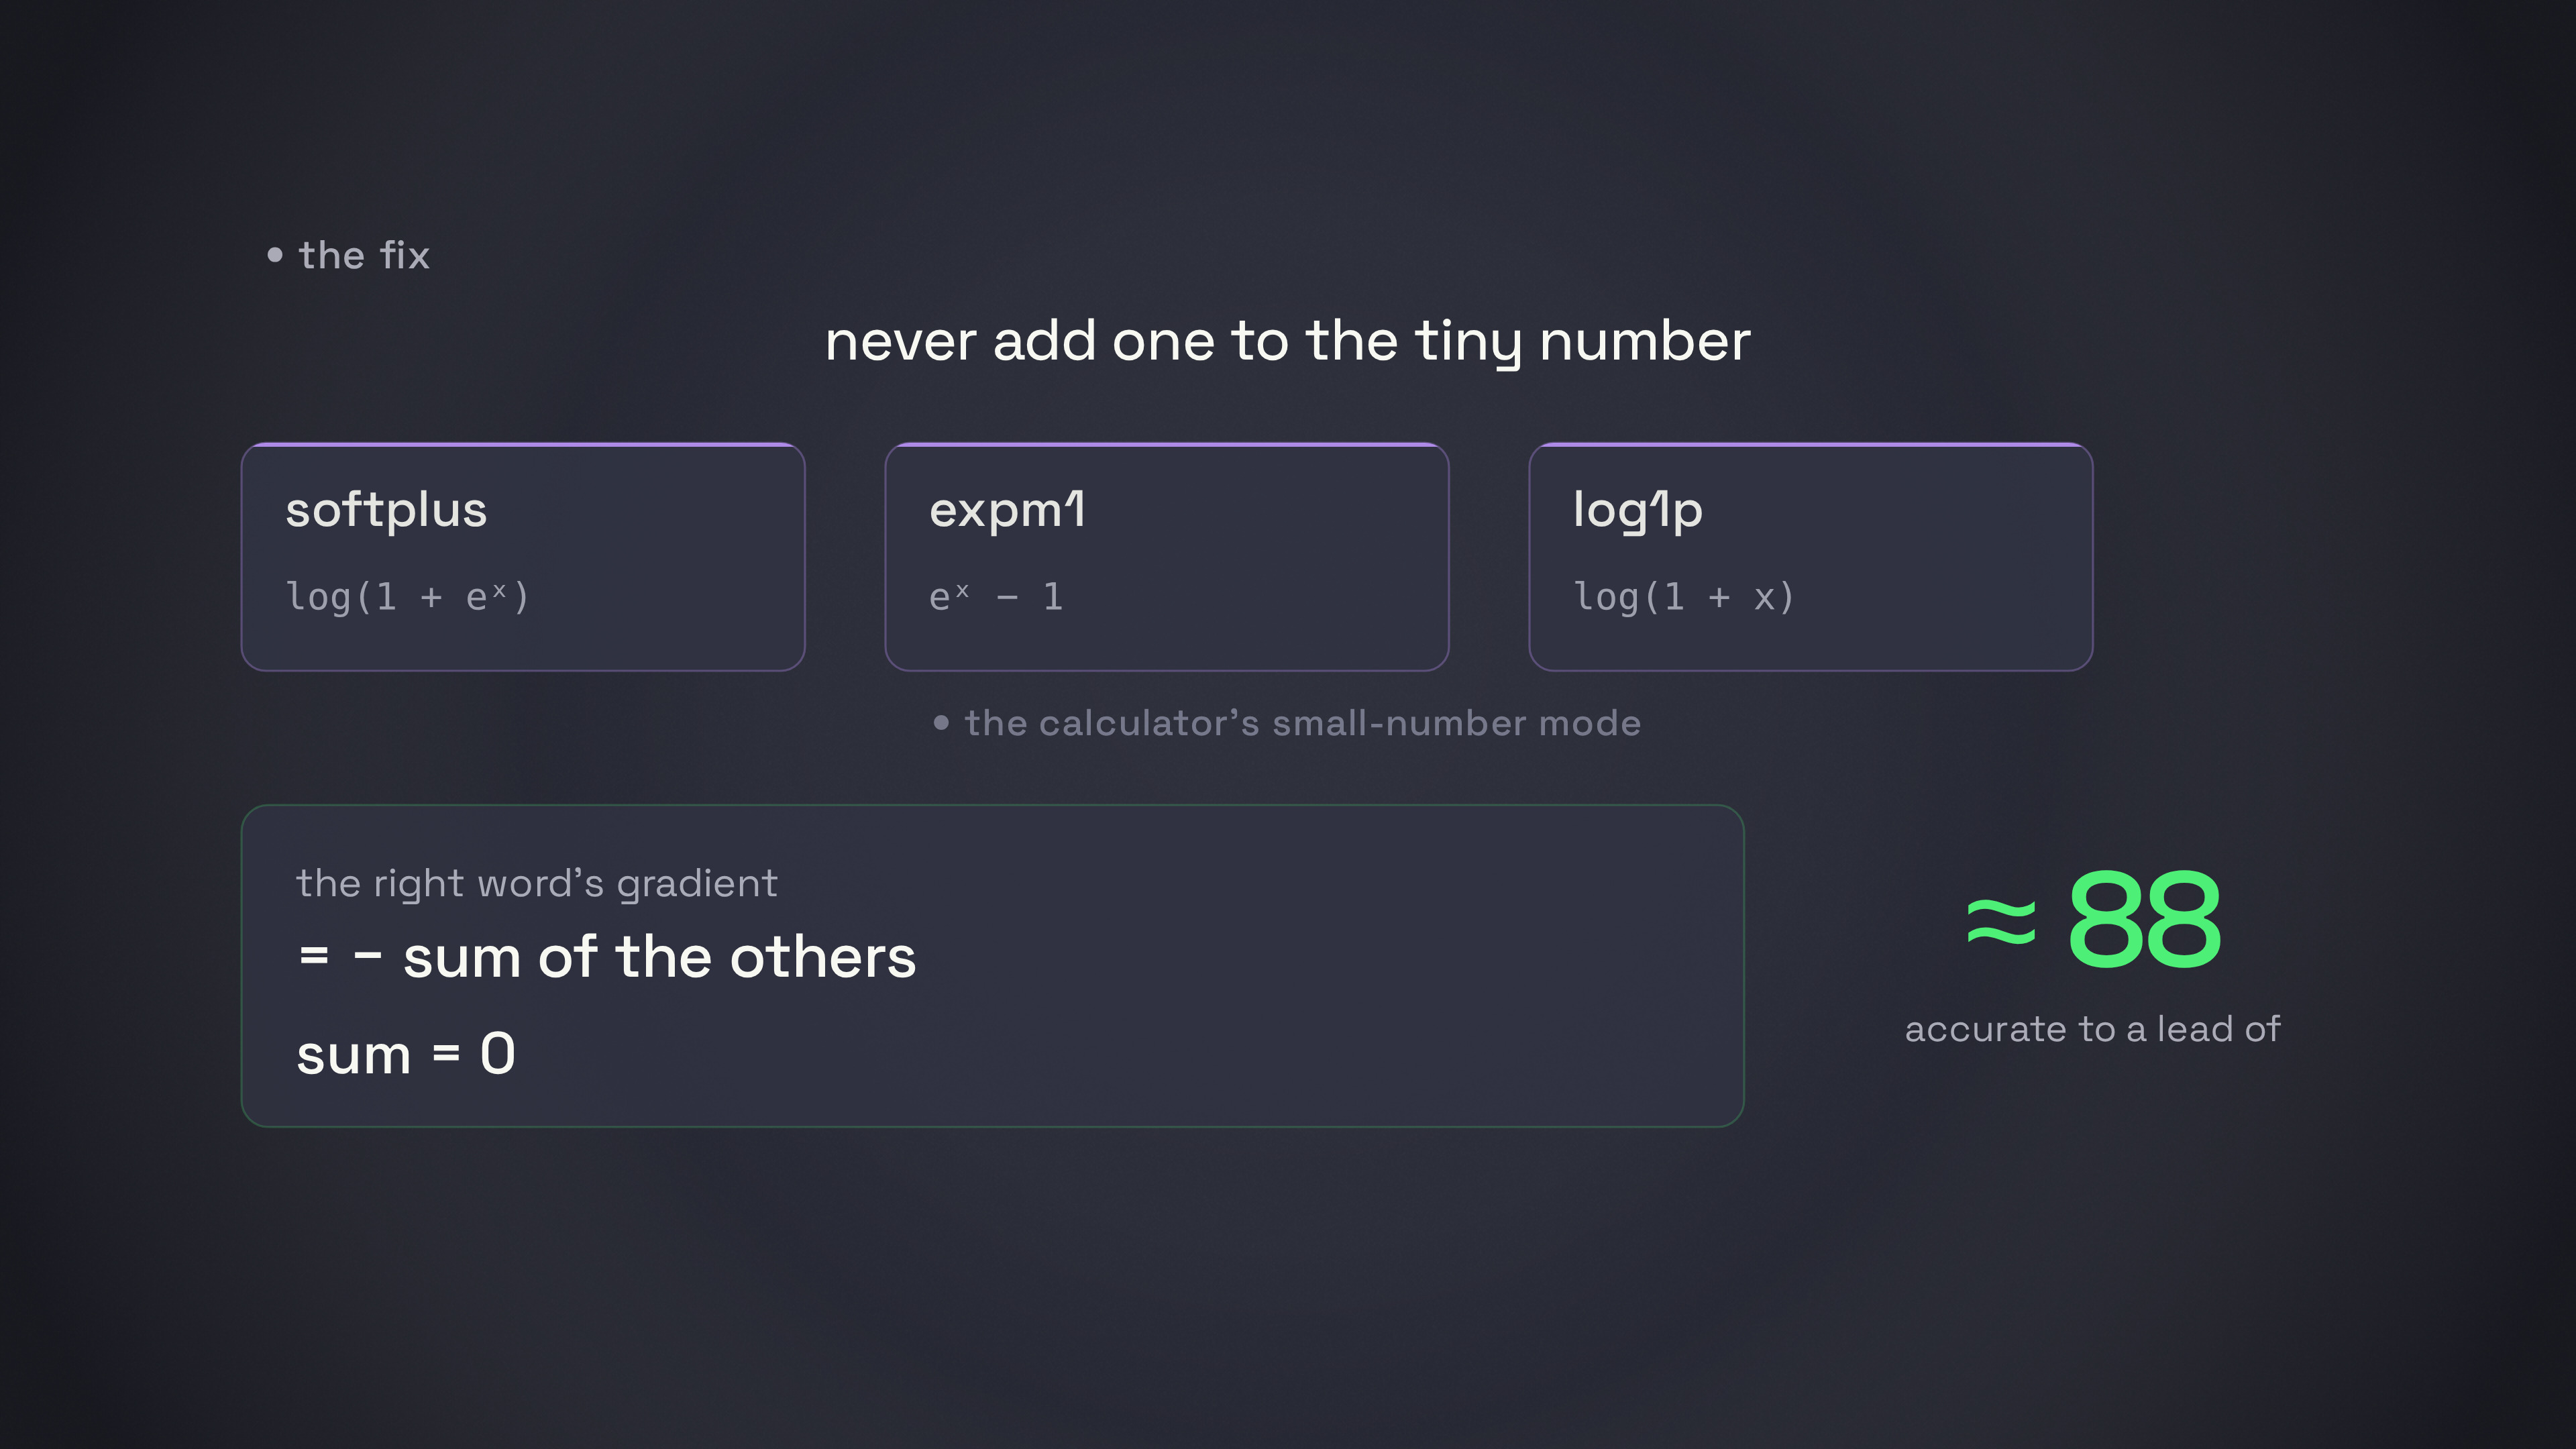 • the fix
never add one to the tiny number
softplus
log(1 + eˣ)
expm1
eˣ − 1
log1p
log(1 + x)
• the calculator’s small-number mode
the right word’s gradient
= − sum of the others
sum = 0
≈ 88
accurate to a lead of